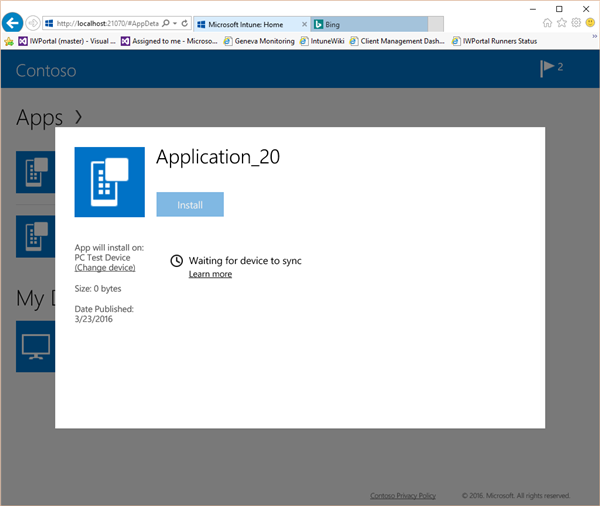 http://localhost:21070/#AppDeta
Microsoft Intune: Home
Bing
IWPortal (master) - Visual ...
Assigned to me - Microso...
Geneva Monitoring
IntuneWiki
Client Management Dash...
IWPortal Runners Status
Contoso
2
Apps
Application_20
Install
App will install on:
PC Test Device
(Change device)
Waiting for device to sync
Learn more
Size: 0 bytes
My D
Date Published:
3/23/2016
Contoso Privacy Policy
© 2016. Microsoft. All rights reserved.